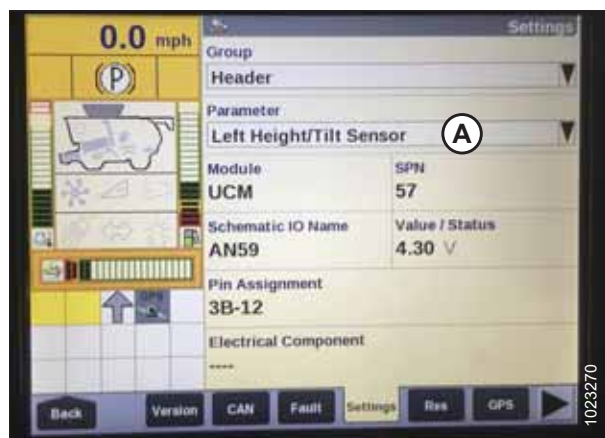 0.0 mph
Settings
(P)
Group
Header
Parameter
Left Height/Tilt Sensor
A
Module
SPN
UCM
57
Schematic IO Name
Value / Status
AN59
4.30 V
Pin Assignment
3B-12
Electrical Component
----
Back
Version
CAN
Fault
Settings
Res
GPS
1023270